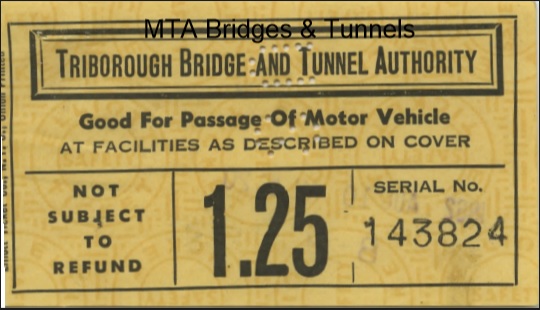 MTA Bridges & Tunnels
TRIBOROUGH BRIDGE AND TUNNEL AUTHORITY
Good For Passage Of Motor Vehicle
AT FACILITIES AS DESCRIBED ON COVER
NOT
SUBJECT
TO
REFUND
1.25
SERIAL No.
143824